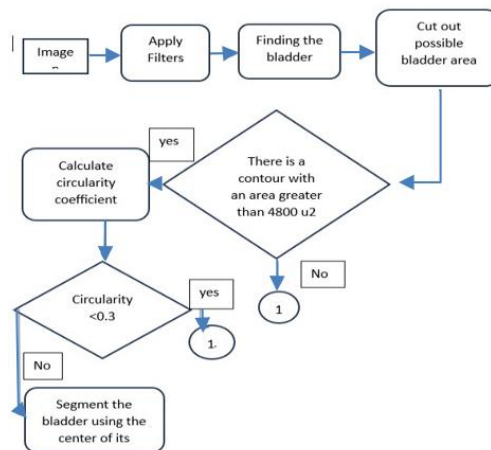 Image
Apply
Filters
Finding the
bladder
Cut out
possible
bladder area
There is a
contour with
an area greater
than 4800 u2
yes
Calculate
circularity
coefficient
No
1
Circularity
<0.3
yes
1.
No
Segment the
bladder using the
center of its